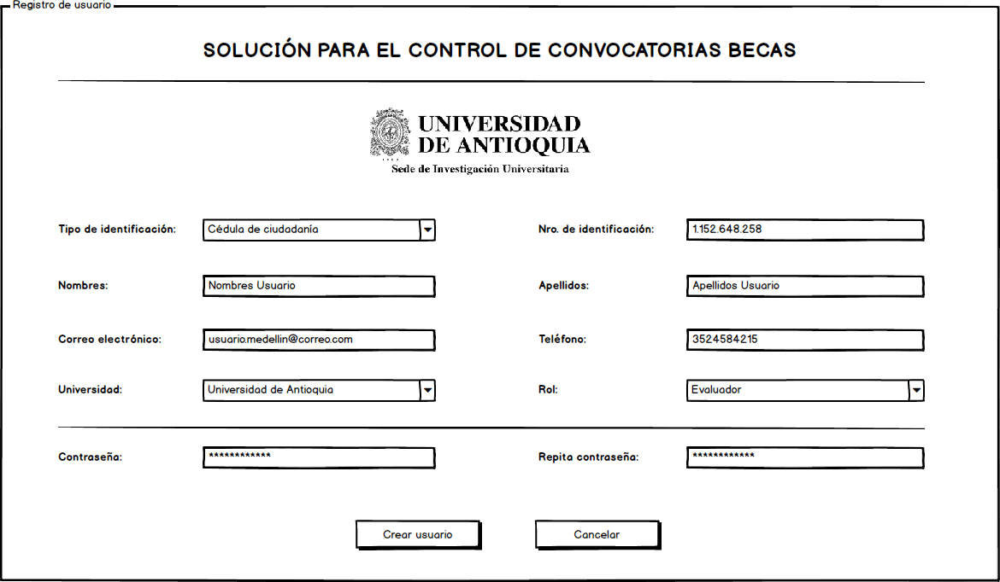 Registro de usuario
SOLUCIÓN PARA EL CONTROL DE CONVOCATORIAS BECAS
UNIVERSIDAD
DE ANTIOQUIA
Sede de Investigación Universitaria
Tipo de identificación: Cédula de ciudadanía Nro. de identificación: 1.152.648.258
Nombres: Nombres Usuario Apellidos: Apellidos Usuario
Correo electrónico: usuario.medellin@correo.com Teléfono: 3524584215
Universidad: Universidad de Antioquia Rol: Evaluador
Contraseña: ************ Repita contraseña: ************
Crear usuario Cancelar